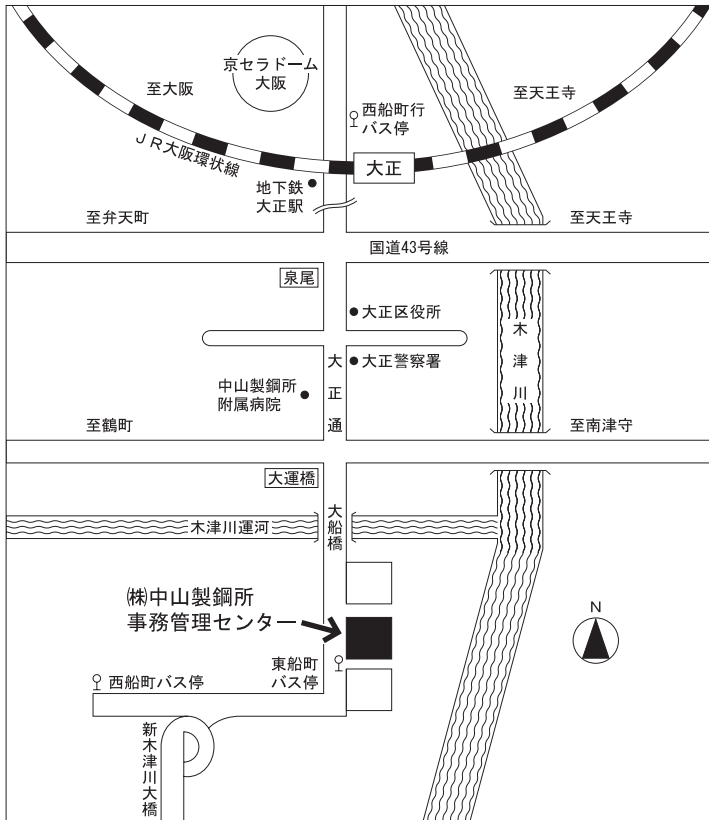 京セラドーム
大阪
至大阪
至天王寺
西船町行
バス停
JR大阪環状線
大正
地下鉄
大正駅
至弁天町
至天王寺
国道43号線
泉尾
大正区役所
木津川
大正通
大正警察署
中山製鋼所
附属病院
至鶴町
至南津守
大運橋
大船橋
木津川運河
㈱中山製鋼所
事務管理センター
N
東船町
バス停
西船町バス停
新木津川大橋